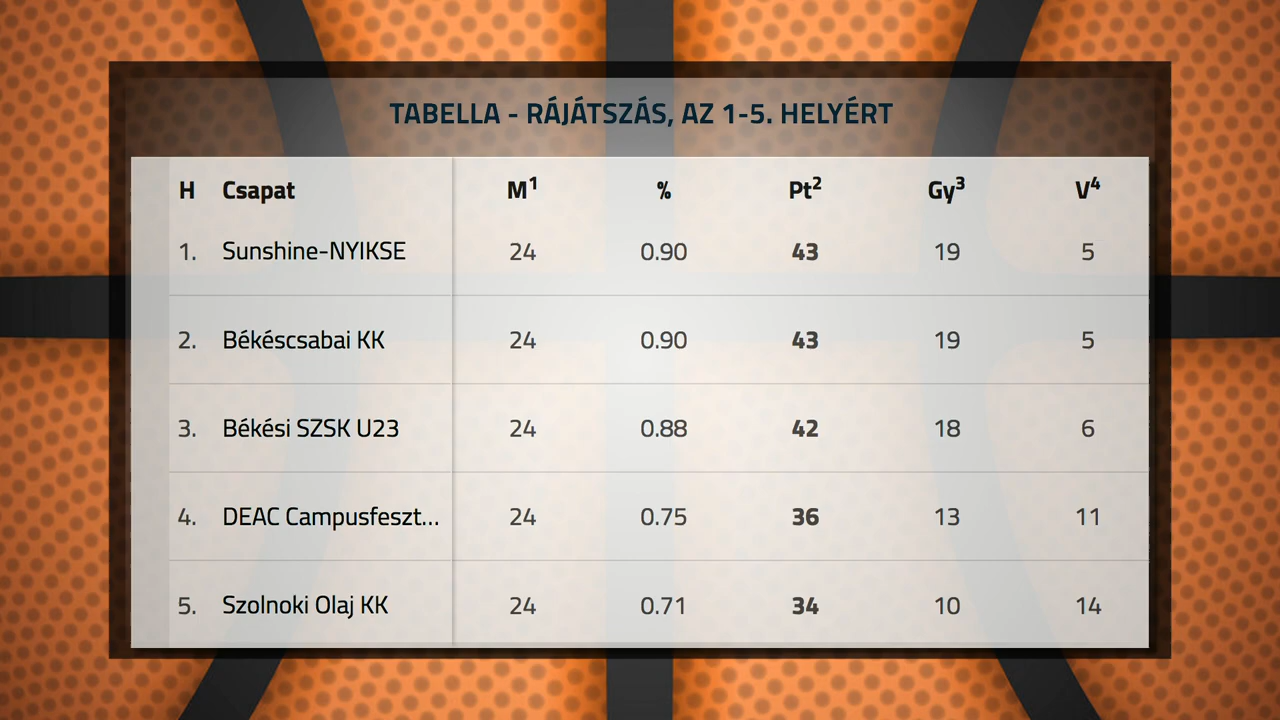 TABELLA - RÁJÁTSZÁS, AZ 1-5. HELYÉRT
H Csapat M¹ % Pt² Gy³ V⁴
1. Sunshine-NYIKSE 24 0.90 43 19 5
2. Békéscsabai KK 24 0.90 43 19 5
3. Békési SZSK U23 24 0.88 42 18 6
4. DEAC Campusfeszt... 24 0.75 36 13 11
5. Szolnoki Olaj KK 24 0.71 34 10 14